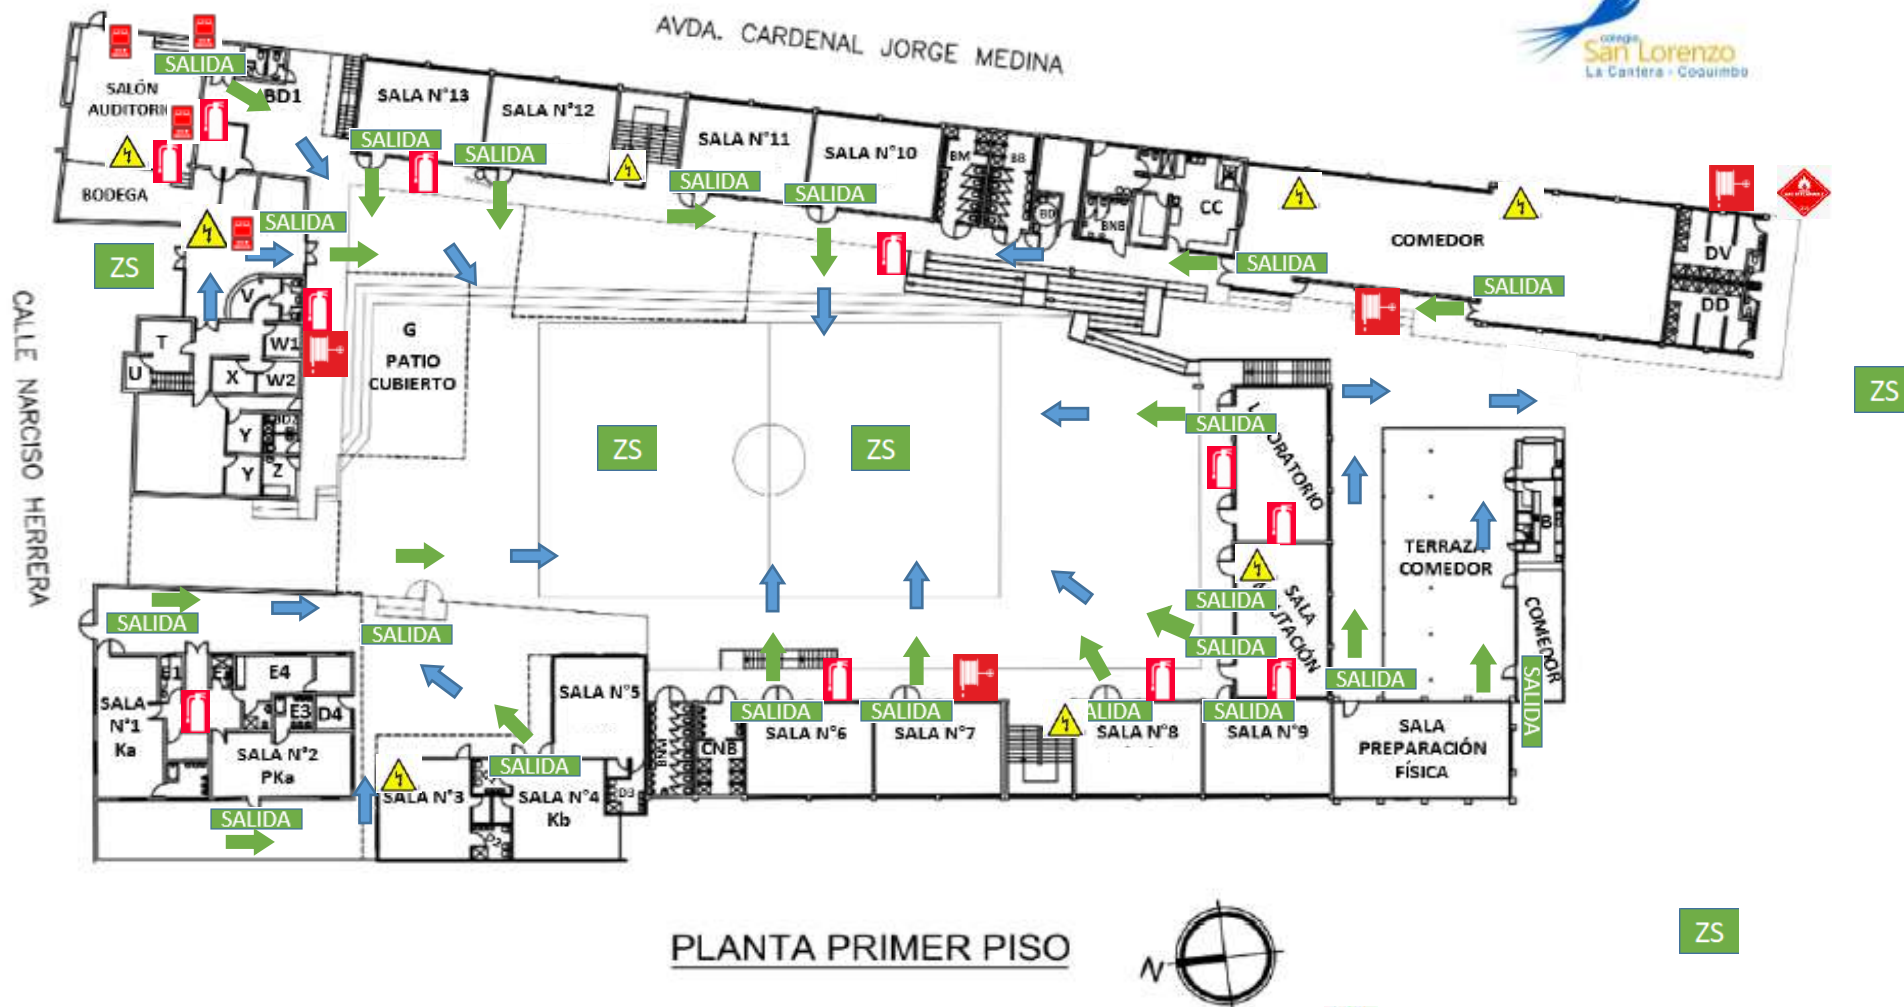 AVDA. CARDENAL JORGE MEDINA
colegio
San Lorenzo
La Cantera - Coquimbo
SALIDA
SALÓN
AUDITORI
BD1
SALA N°13
SALA N°12
SALA N°11
SALA N°10
SALIDA
SALIDA
SALIDA
SALIDA
BM
BB
BD
BNB
CC
COMEDOR
DV
DD
BODEGA
SALIDA
ZS
SALIDA
SALIDA
CALLE NARCISO HERRERA
V
T
U
W1
X
W2
Y
Y
Z
G
PATIO
CUBIERTO
ZS
ZS
ZS
SALIDA
ORATORIO
TERRAZA
COMEDOR
B
COMEDOR
SALIDA
SALIDA
SALA
UTACIÓN
SALIDA
SALIDA
SALIDA
SALIDA
E1
E4
E3
D4
SALA
N°1
Ka
SALA N°2
PKa
SALIDA
SALA N°3
SALIDA
SALA N°4
Kb
SALA N°5
D3
D2
BNM
CNB
SALIDA
SALA N°6
SALIDA
SALA N°7
ALIDA
SALA N°8
SALIDA
SALA N°9
SALA
PREPARACIÓN
FÍSICA
PLANTA PRIMER PISO
N
ZS